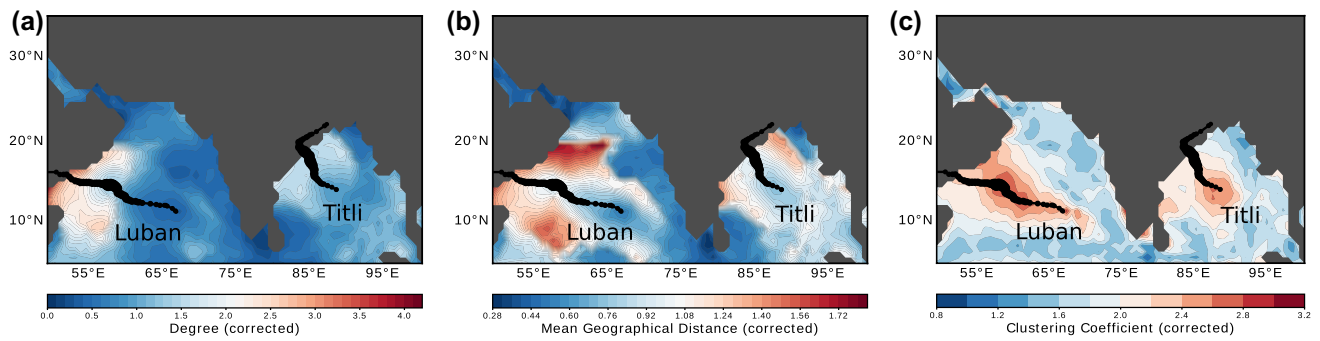 (a)
30°N
20°N
10°N
Luban
Titli
55°E 65°E 75°E 85°E 95°E
0.0 0.5 1.0 1.5 2.0 2.5 3.0 3.5 4.0
Degree (corrected)
(b)
30°N
20°N
10°N
Luban
Titli
55°E 65°E 75°E 85°E 95°E
0.28 0.44 0.60 0.76 0.92 1.08 1.24 1.40 1.56 1.72
Mean Geographical Distance (corrected)
(c)
30°N
20°N
10°N
Luban
Titli
55°E 65°E 75°E 85°E 95°E
0.8 1.2 1.6 2.0 2.4 2.8 3.2
Clustering Coefficient (corrected)